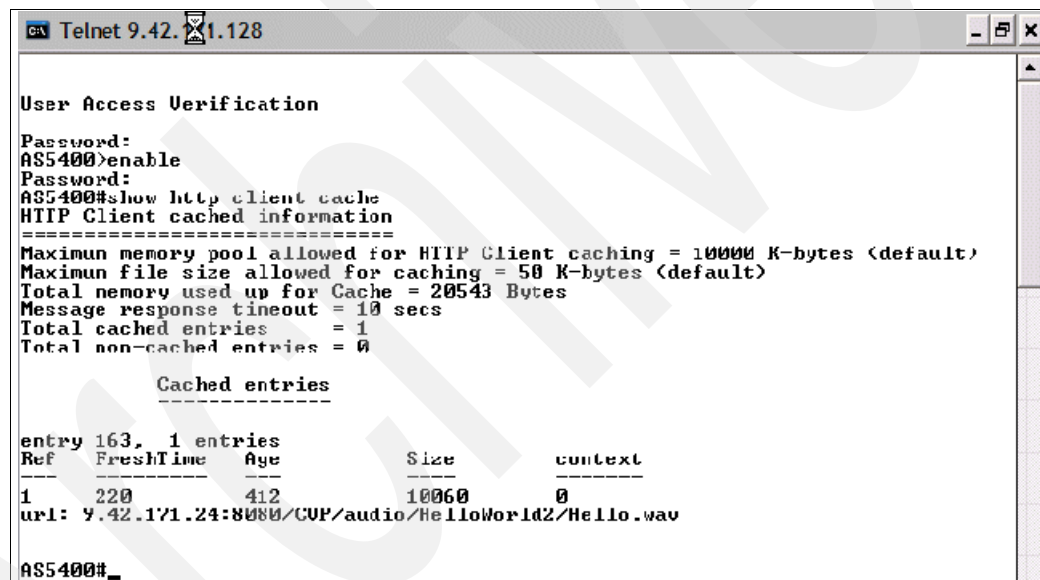 Telnet 9.42.171.128
User Access Verification
Password:
AS5400>enable
Password:
AS5400#show http client cache
HTTP Client cached information
==============================
Maximun memory pool allowed for HTTP Client caching = 10000 K-bytes (default)
Maximun file size allowed for caching = 50 K-bytes (default)
Total memory used up for Cache = 20543 Bytes
Message response timeout = 10 secs
Total cached entries = 1
Total non-cached entries = 0
Cached entries
--------------
entry 163, 1 entries
Ref FreshTime Age Size context
--- --------- --- ---- -------
1 220 412 10060 0
url: 9.42.171.24:8080/CVP/audio/HelloWorld2/Hello.wav
AS5400#_